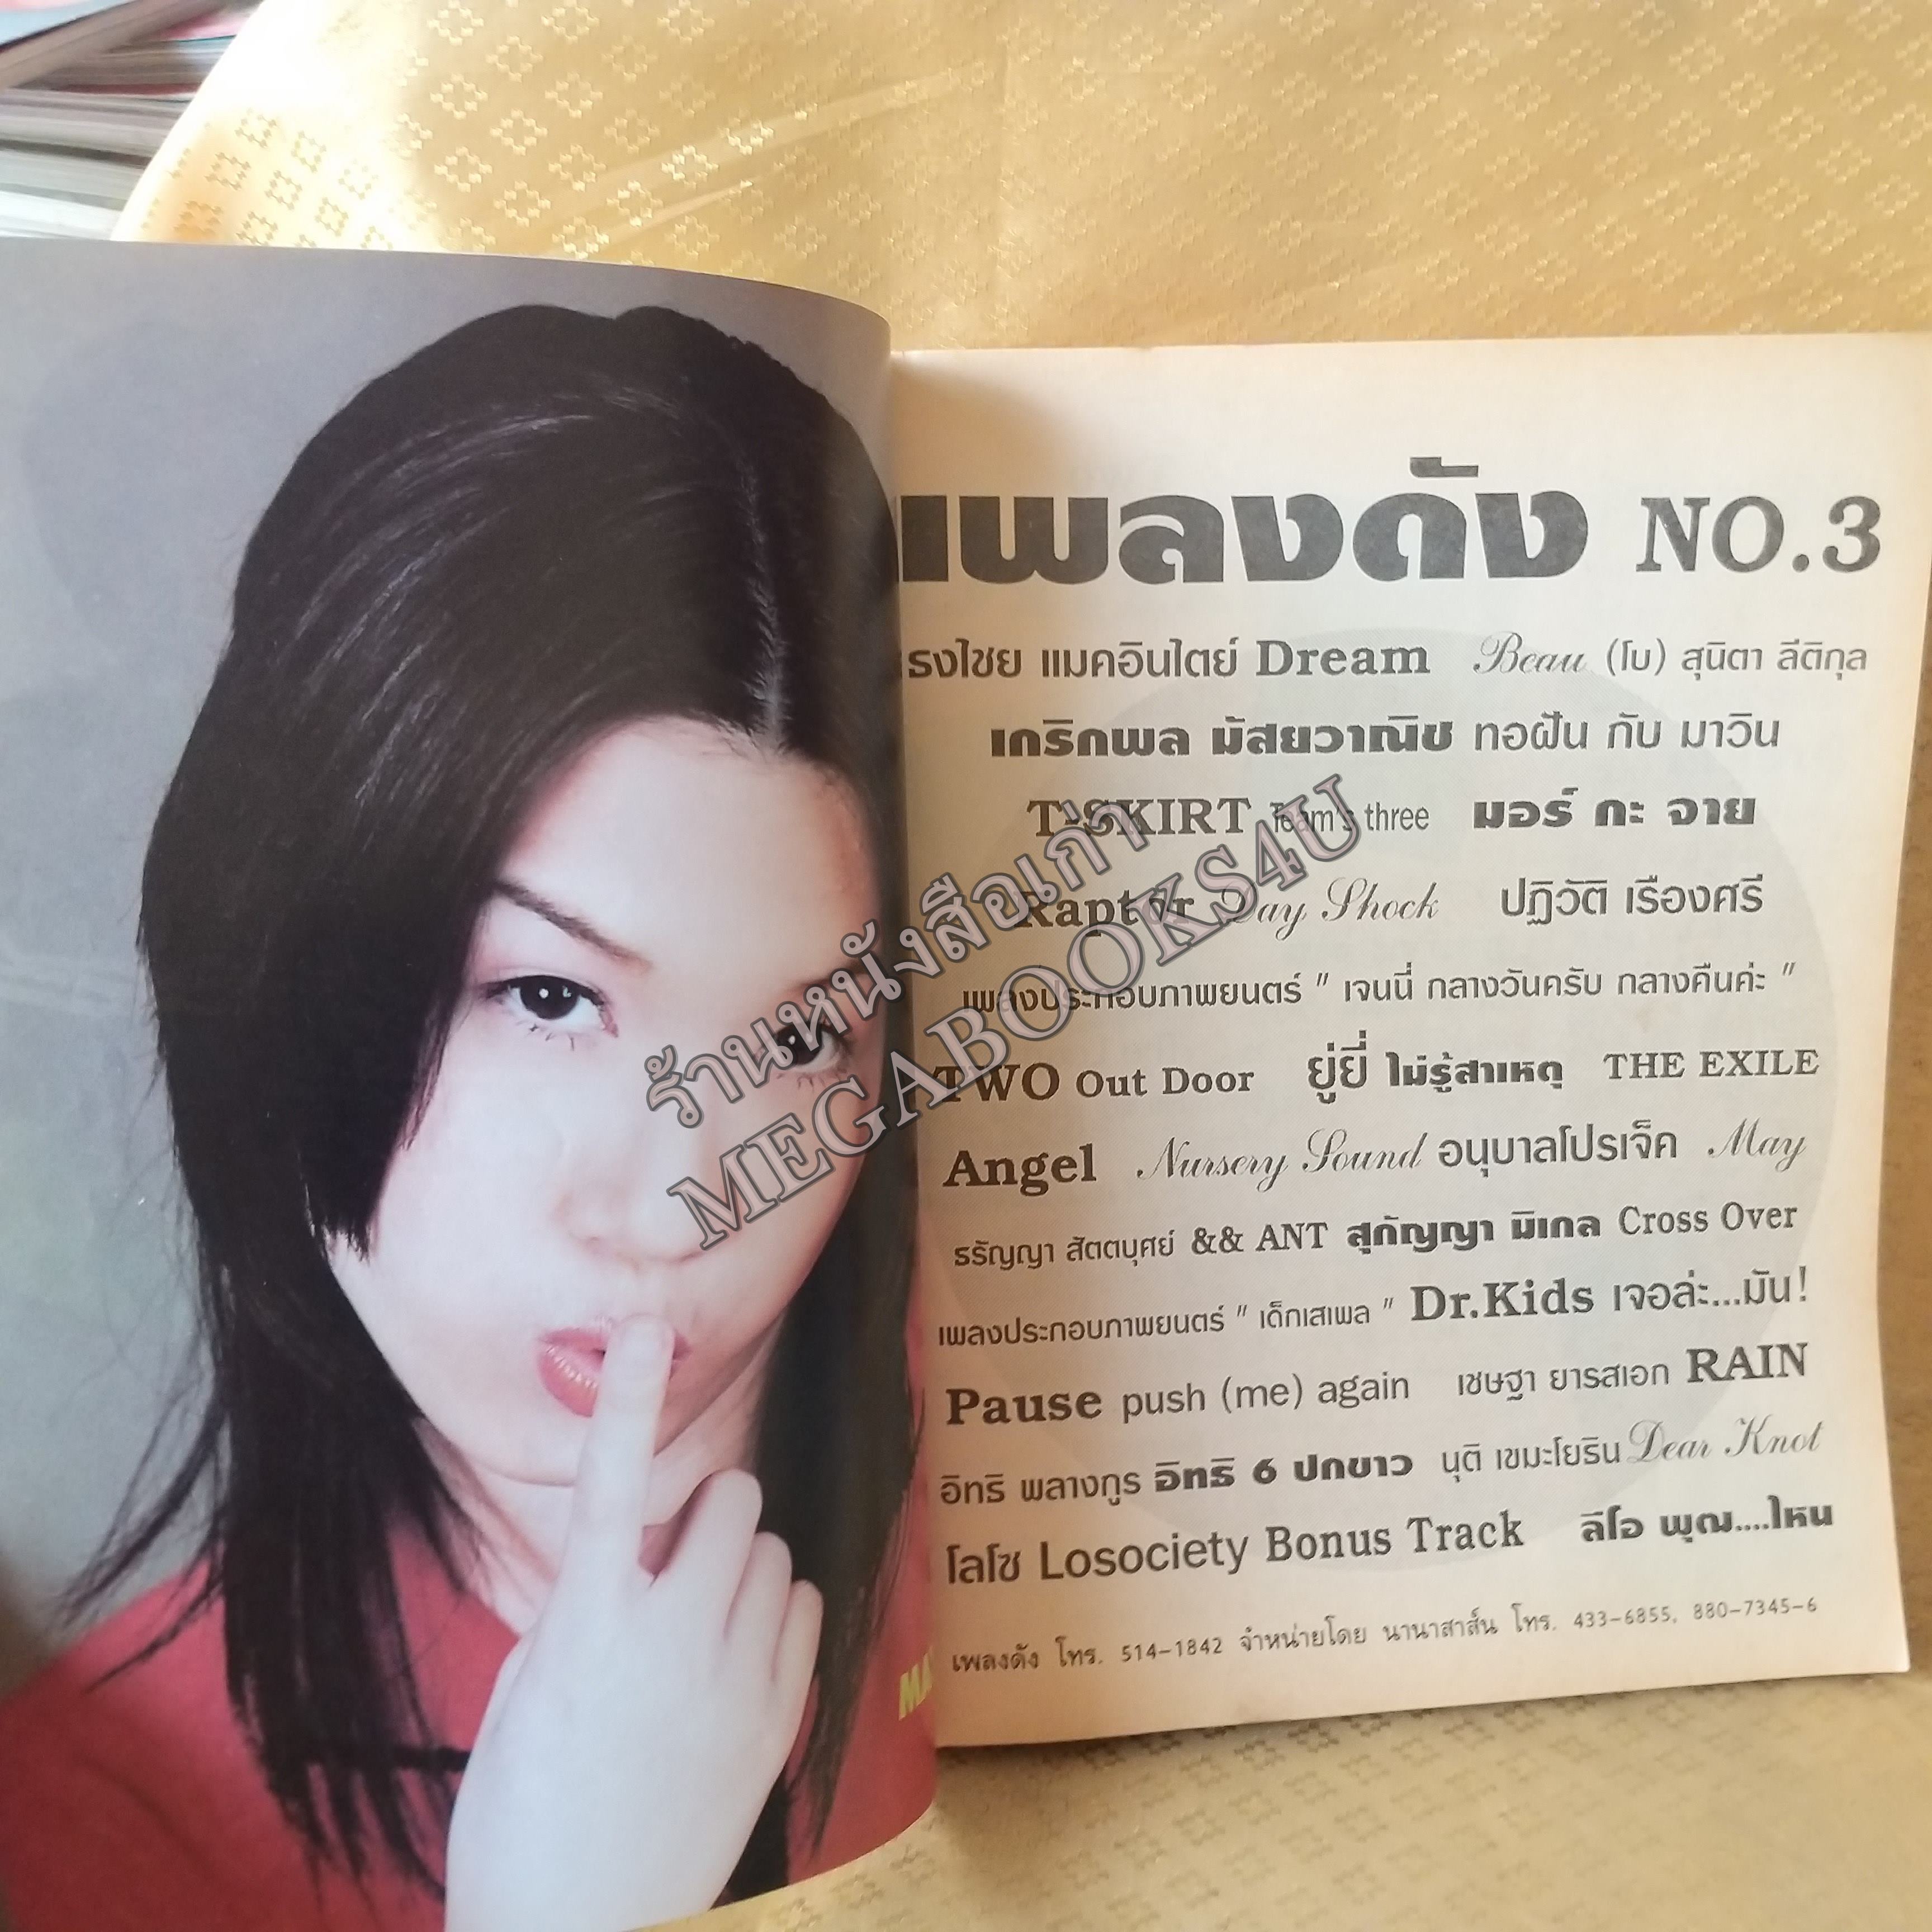 เพลงดัง NO.3
ธงไชย แมคอินไตย์ Dream Beau (โบ) สุนิตา ลีติกุล
เกริกพล มัสยวาณิช ทอฝัน กับ มาวิน
T-SKIRT Team's three มอร์ กะ จาย
Raptor Day Shock ปฏิวัติ เรืองศรี
เพลงประกอบภาพยนตร์ " เจนนี่ กลางวันครับ กลางคืนค่ะ "
TWO Out Door ยู่ยี่ ไม่รู้สาเหตุ THE EXILE
Angel Nursery Sound อนุบาลโปรเจ็ค May
ธรัญญา สัตตบุศย์ && ANT สุกัญญา มิเกล Cross Over
เพลงประกอบภาพยนตร์ " เด็กเสเพล " Dr.Kids เจอล่ะ...มัน!
Pause push (me) again เชษฐา ยารสเอก RAIN
อิทธิ พลางกูร อิทธิ 6 ปกขาว นุติ เขมะโยธิน Dear Knot
โลโซ Losociety Bonus Track ลีโอ พุฒ....ไหน
เพลงดัง โทร. 514-1842 จำหน่ายโดย นานาสาส์น โทร. 433-6855, 880-7345-6
ร้านหนังสือเก่า
MEGABOOKS4U